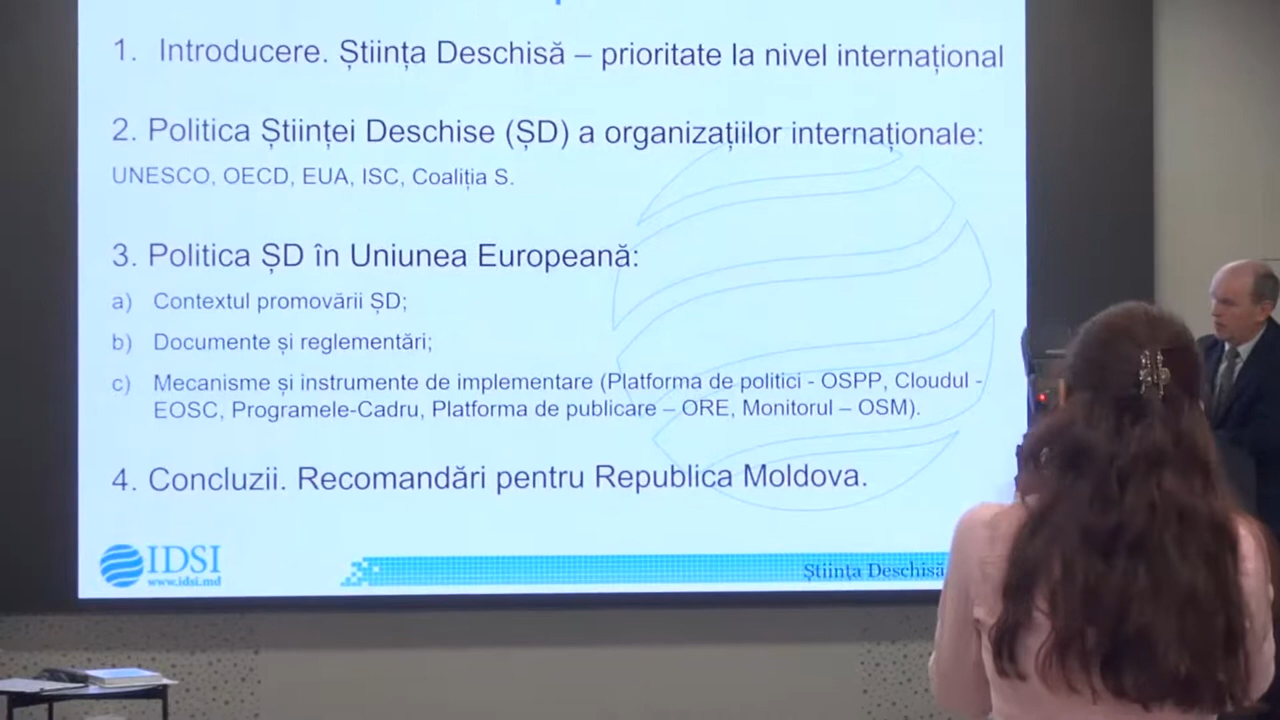 1. Introducere. Știința Deschisă – prioritate la nivel internațional
2. Politica Științei Deschise (ȘD) a organizațiilor internaționale:
UNESCO, OECD, EUA, ISC, Coaliția S.
3. Politica ȘD în Uniunea Europeană:
a) Contextul promovării ȘD;
b) Documente și reglementări;
c) Mecanisme și instrumente de implementare (Platforma de politici - OSPP, Cloudul -
EOSC, Programele-Cadru, Platforma de publicare – ORE, Monitorul – OSM).
4. Concluzii. Recomandări pentru Republica Moldova.
IDSI
www.idsi.md
Știința Deschisă